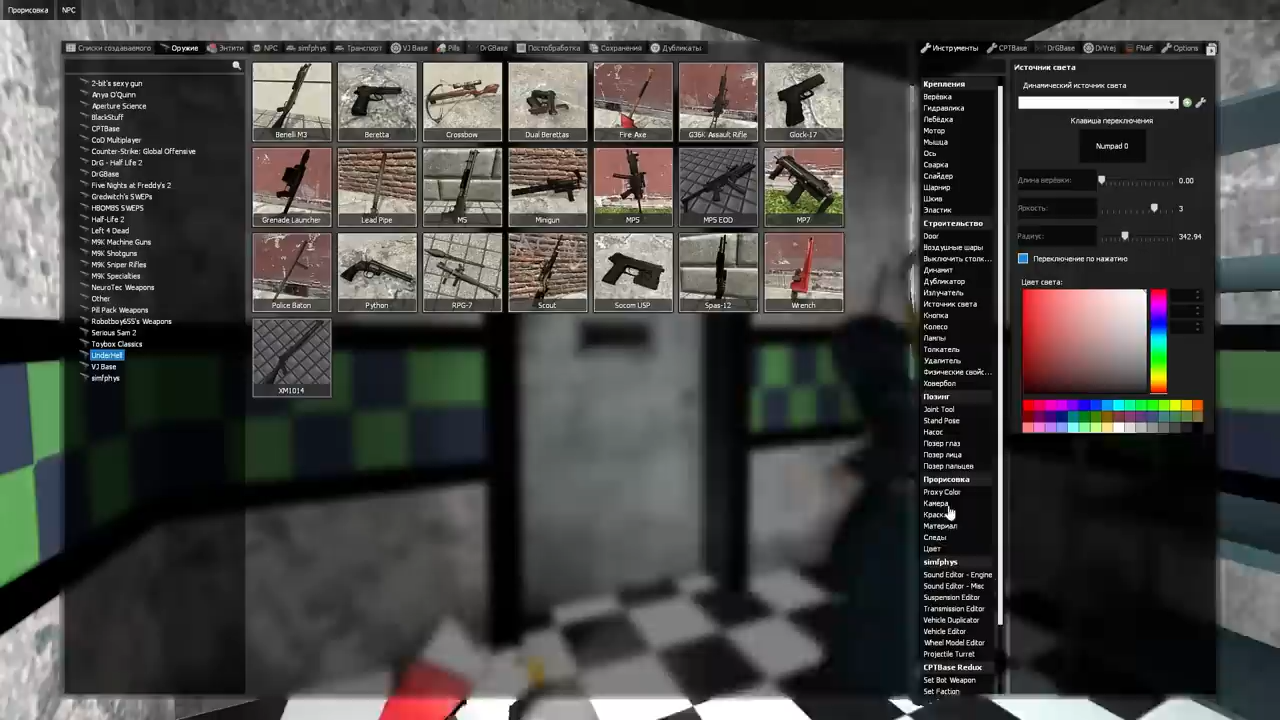 Прорисовка NPC
Списки создаваемого Оружие Энтити NPC simfphys Транспорт VJ Base Pills DrGBase Постобработка Сохранения Дубликаты
2-bit's sexy gun
Anya O'Quinn
Aperture Science
BlackStuff
CPTBase
CoD Multiplayer
Counter-Strike: Global Offensive
DrG - Half Life 2
DrGBase
Five Nights at Freddy's 2
Gredwitch's SWEPs
HBOMBS SWEPS
Half-Life 2
Left 4 Dead
M9K Machine Guns
M9K Shotguns
M9K Sniper Rifles
M9K Specialties
NeuroTec Weapons
Other
Pill Pack Weapons
Robotboy655's Weapons
Serious Sam 2
Toybox Classics
UnderHell
VJ Base
simfphys
Benelli M3 Beretta Crossbow Dual Berettas Fire Axe G36K Assault Rifle Glock-17
Grenade Launcher Lead Pipe M5 Minigun MP5 MP5 EOD MP7
Police Baton Python RPG-7 Scout Socom USP Spas-12 Wrench
XM1014
Инструменты CPTBase DrGBase DrVrej FNaF Options
Крепления
Верёвка
Гидравлика
Лебёдка
Мотор
Мышца
Ось
Сварка
Слайдер
Шарнир
Шкив
Эластик
Строительство
Door
Воздушные шары
Выключить столк...
Динамит
Дубликатор
Излучатель
Источник света
Кнопка
Колесо
Лампы
Толкатель
Удалитель
Физические свойс...
Ховербол
Позинг
Joint Tool
Stand Pose
Насос
Позер глаз
Позер лица
Позер пальцев
Прорисовка
Proxy Color
Камера
Краска
Материал
Следы
Цвет
simfphys
Sound Editor - Engine
Sound Editor - Misc
Suspension Editor
Transmission Editor
Vehicle Duplicator
Vehicle Editor
Wheel Model Editor
Projectile Turret
CPTBase Redux
Set Bot Weapon
Set Faction
Источник света
Динамический источник света
Клавиша переключения
Numpad 0
Длина верёвки: 0.00
Яркость: 3
Радиус: 342.94
Переключение по нажатию
Цвет света: